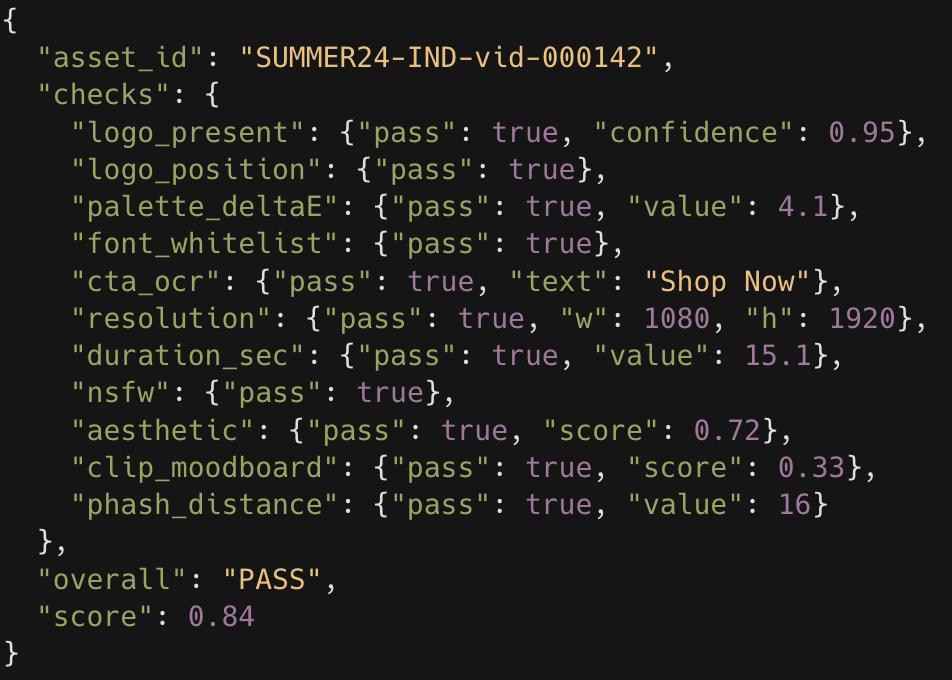 {
  "asset_id": "SUMMER24-IND-vid-000142",
  "checks": {
    "logo_present": {"pass": true, "confidence": 0.95},
    "logo_position": {"pass": true},
    "palette_deltaE": {"pass": true, "value": 4.1},
    "font_whitelist": {"pass": true},
    "cta_ocr": {"pass": true, "text": "Shop Now"},
    "resolution": {"pass": true, "w": 1080, "h": 1920},
    "duration_sec": {"pass": true, "value": 15.1},
    "nsfw": {"pass": true},
    "aesthetic": {"pass": true, "score": 0.72},
    "clip_moodboard": {"pass": true, "score": 0.33},
    "phash_distance": {"pass": true, "value": 16}
  },
  "overall": "PASS",
  "score": 0.84
}